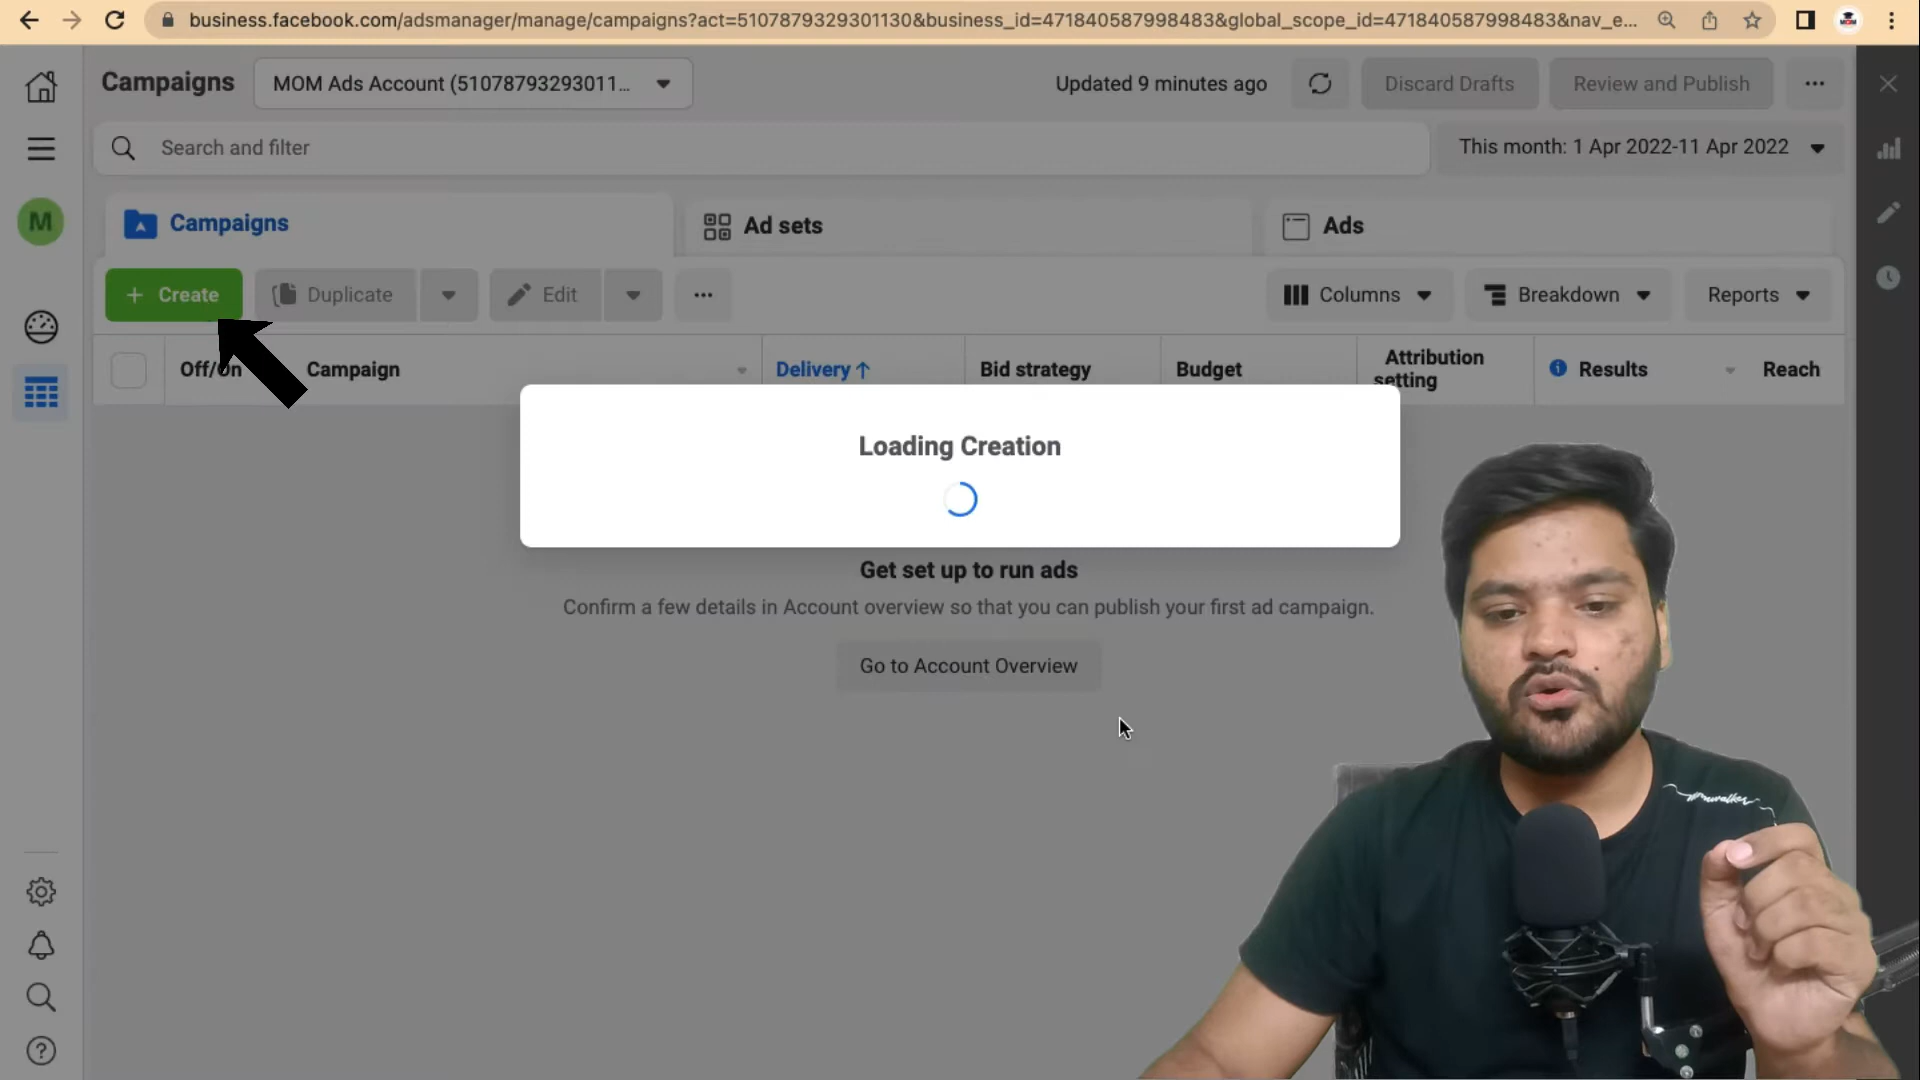 business.facebook.com/adsmanager/manage/campaigns?act=5107879329301130&business_id=471840587998483&global_scope_id=471840587998483&nav_e...
Campaigns
MOM Ads Account (51078793293011...
Updated 9 minutes ago
Discard Drafts
Review and Publish
Search and filter
This month: 1 Apr 2022-11 Apr 2022
M
Campaigns
Ad sets
Ads
+ Create
Duplicate
Edit
Columns
Breakdown
Reports
Off/On
Campaign
Delivery ↑
Bid strategy
Budget
Attribution
setting
Results
Reach
Loading Creation
Get set up to run ads
Confirm a few details in Account overview so that you can publish your first ad campaign.
Go to Account Overview